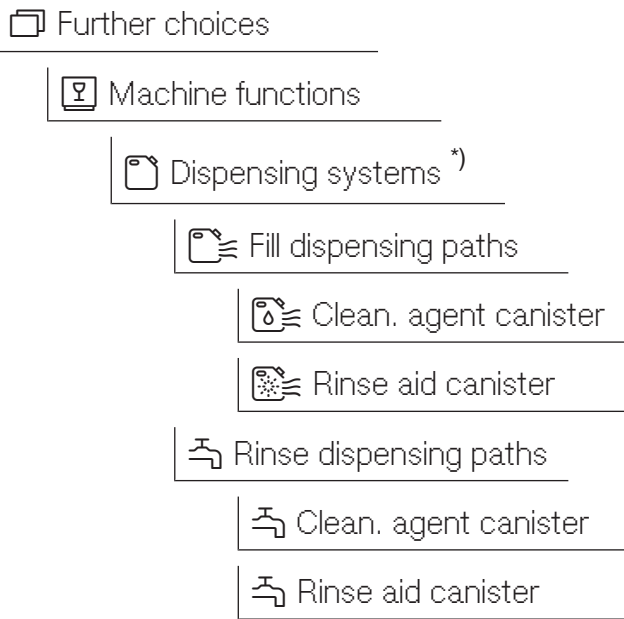 Further choices
Machine functions
Dispensing systems *)
Fill dispensing paths
Clean. agent canister
Rinse aid canister
Rinse dispensing paths
Clean. agent canister
Rinse aid canister